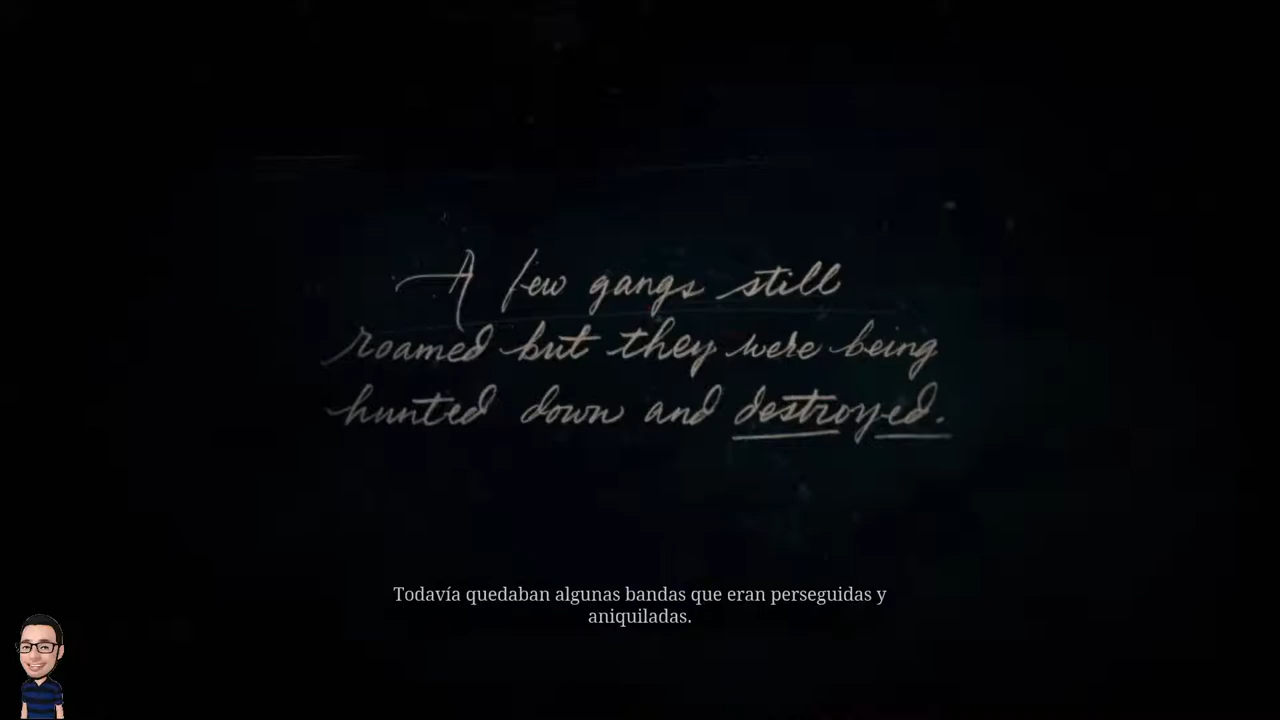 A few gangs still
roamed but they were being
hunted down and destroyed.
Todavía quedaban algunas bandas que eran perseguidas y
aniquiladas.